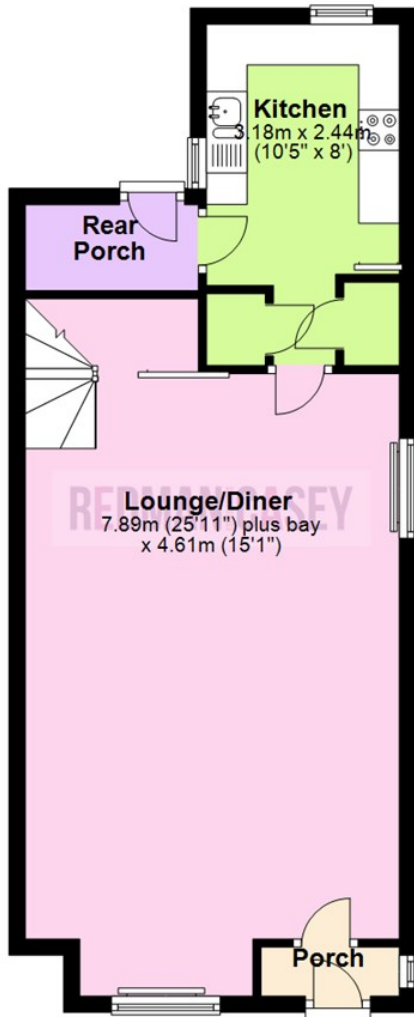 Kitchen
3.18m x 2.44m
(10'5" x 8')
Rear
Porch
Lounge/Diner
REDMAN CASEY
7.89m (25'11") plus bay
x 4.61m (15'1")
Porch